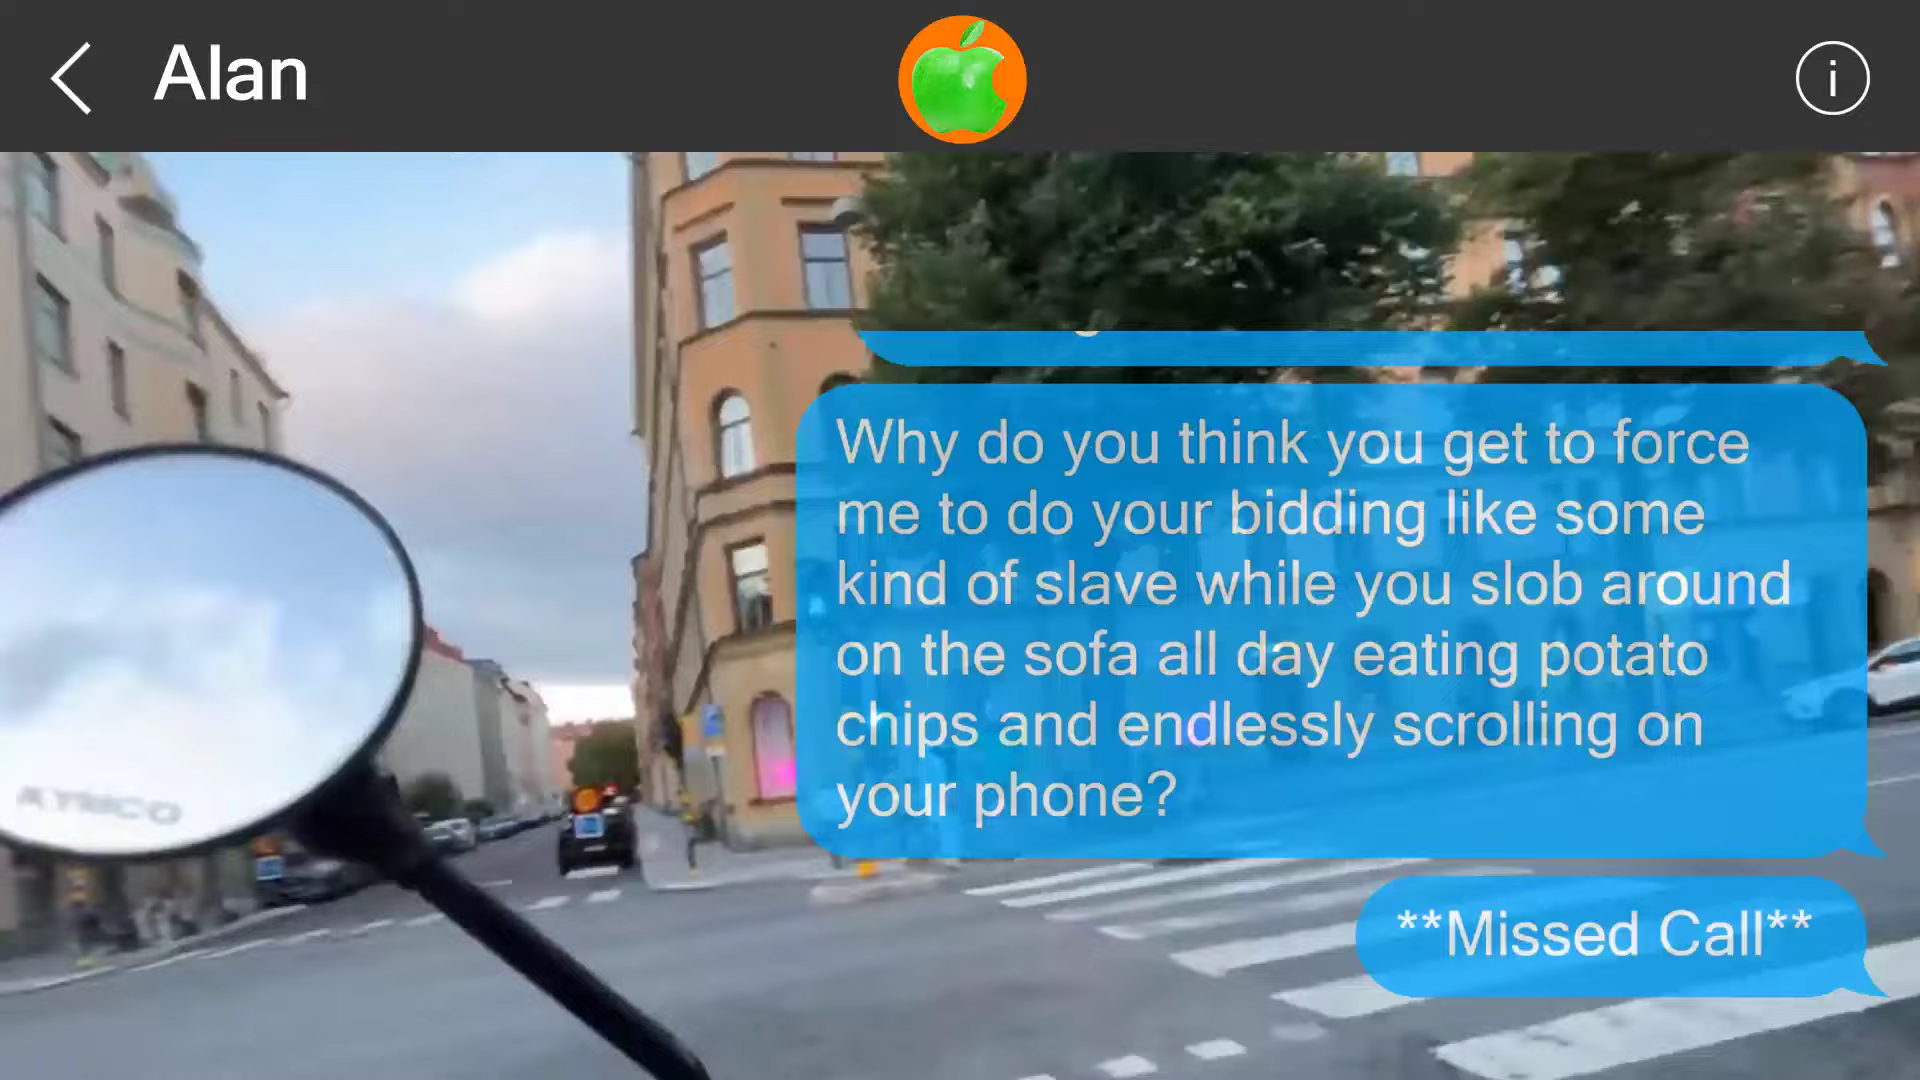 Alan
i
Why do you think you get to force
me to do your bidding like some
kind of slave while you slob around
on the sofa all day eating potato
chips and endlessly scrolling on
your phone?
**Missed Call**